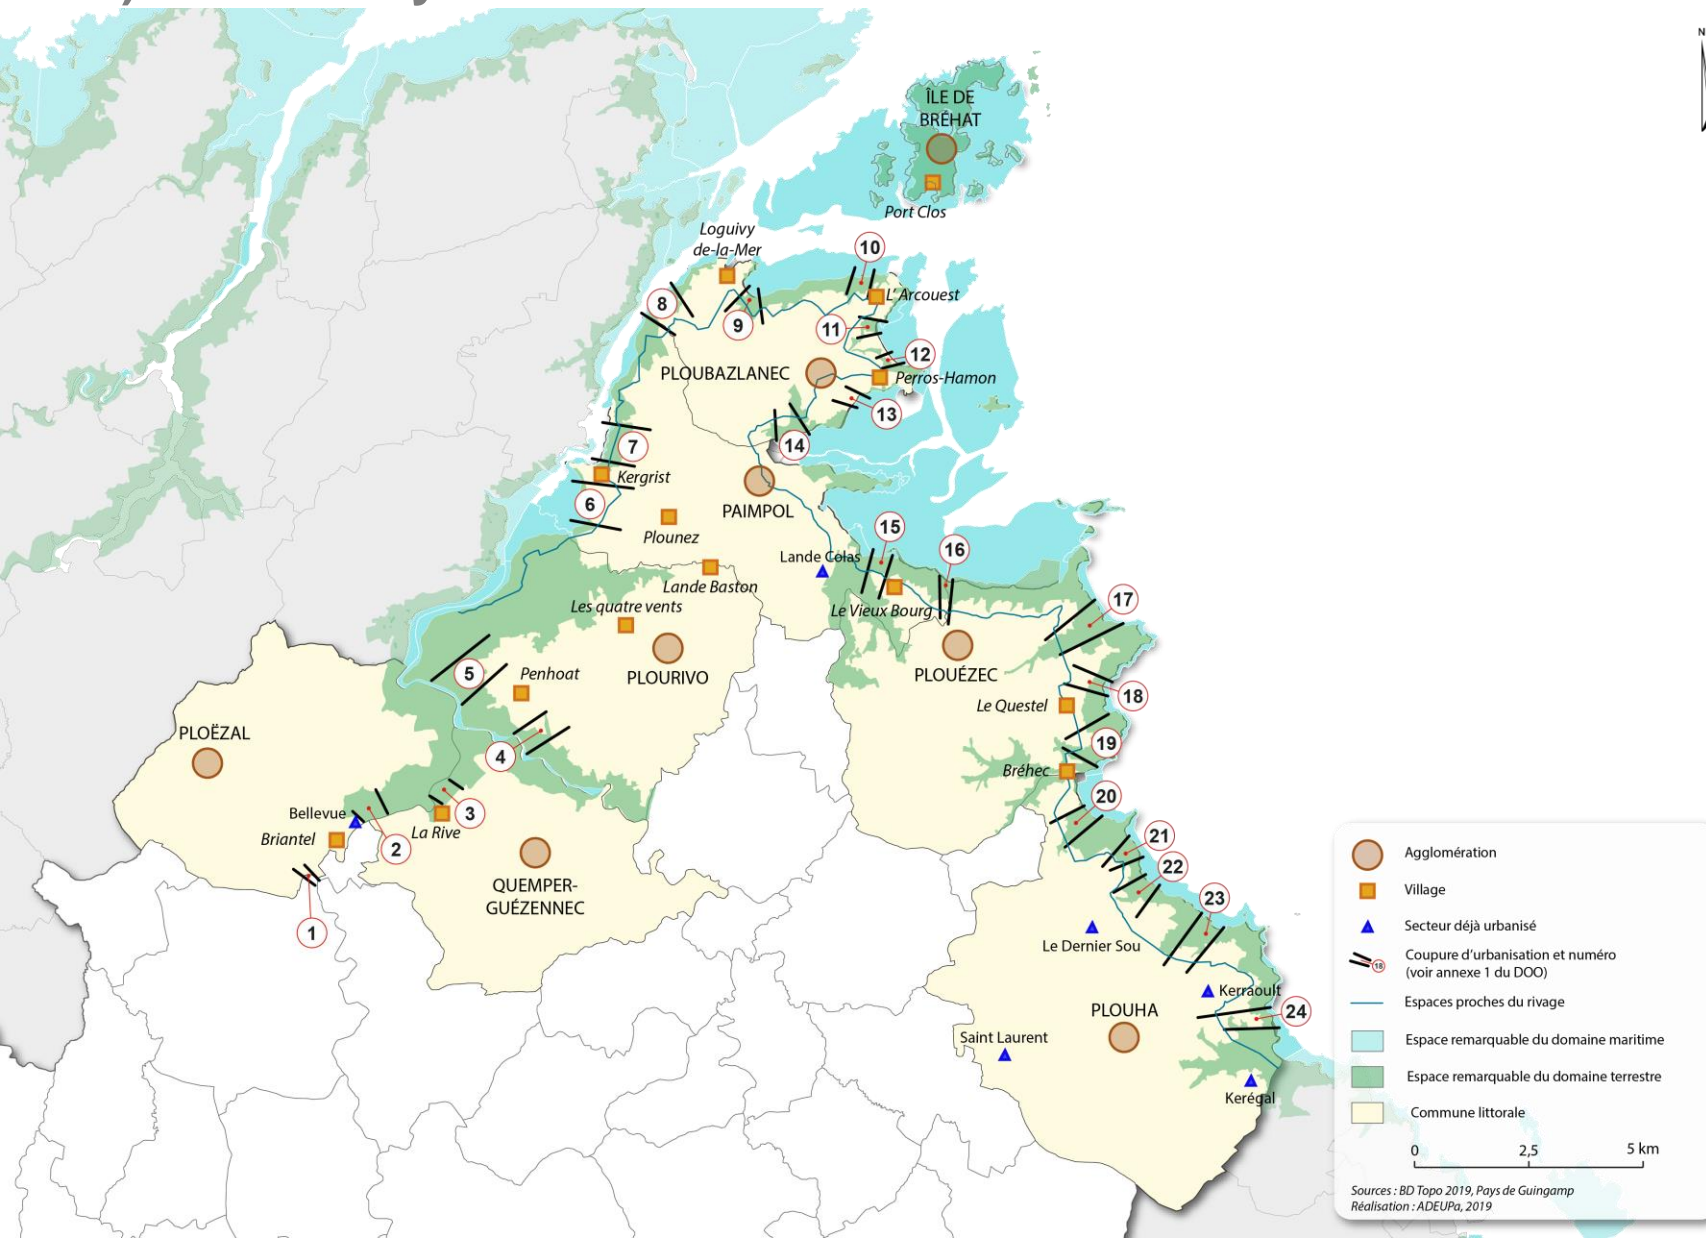 N
ÎLE DE
BRÉHAT
Port Clos
Loguivy
de-la-Mer
10
8
L'Arcouest
9
11
12
PLOUBAZLANEC
Perros-Hamon
13
14
7
Kergrist
6
PAIMPOL
Plounez
15
16
Lande Colas
Lande Baston
Les quatre vents
Le Vieux Bourg
17
5
Penhoat
PLOURIVO
PLOUÉZEC
18
Le Questel
PLOËZAL
19
4
Bréhec
20
3
Bellevue
La Rive
Briantel
2
21
22
QUEMPER-
GUÉZENNEC
23
1
Le Dernier Sou
Kerraoult
PLOUHA
24
Saint Laurent
Kerégal
Agglomération
Village
Secteur déjà urbanisé
Coupure d'urbanisation et numéro
18
(voir annexe 1 du DOO)
Espaces proches du rivage
Espace remarquable du domaine maritime
Espace remarquable du domaine terrestre
Commune littorale
0 2,5 5 km
Sources : BD Topo 2019, Pays de Guingamp
Réalisation : ADEUPa, 2019